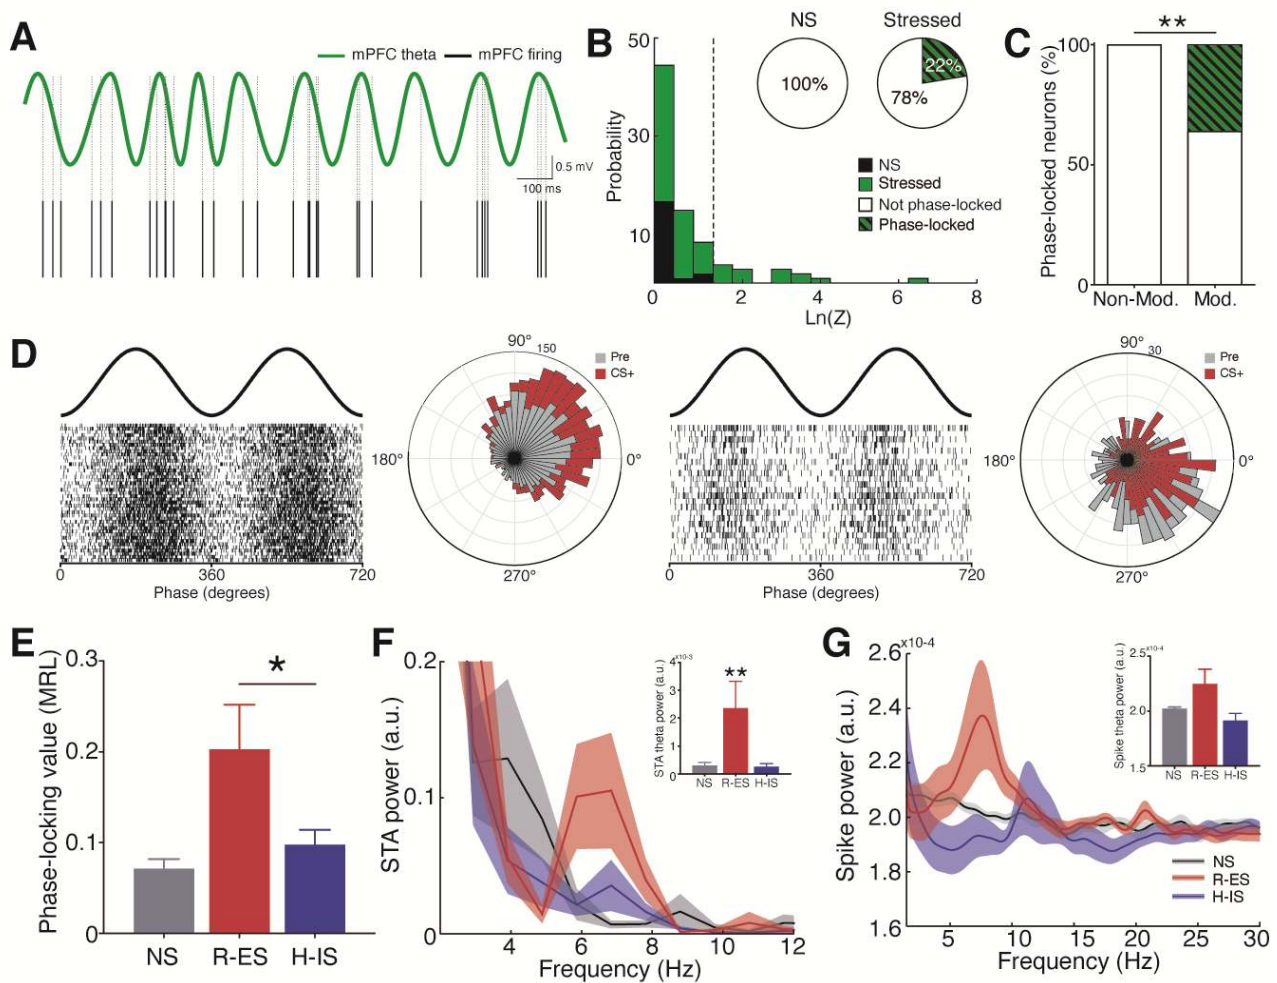 A
mPFC theta
mPFC firing
0.5 mV
100 ms
B
50
30
10
Probability
0
2
4
6
8
Ln(Z)
NS
100%
Stressed
22%
78%
NS
Stressed
Not phase-locked
Phase-locked
C
**
100
50
0
Phase-locked neurons (%)
Non-Mod.
Mod.
D
0
360
720
Phase (degrees)
90°
150
180°
0°
270°
Pre
CS+
0
360
720
Phase (degrees)
90°
30
180°
0°
270°
Pre
CS+
E
Phase-locking value (MRL)
0.3
0.2
0.1
0
*
NS
R-ES
H-IS
F
STA power (a.u.)
0.2
0.1
0
4
6
8
10
12
Frequency (Hz)
x10-3
STA theta power (a.u.)
4
3
2
1
0
**
NS
R-ES
H-IS
G
x10-4
Spike power (a.u.)
2.6
2.4
2.2
2.0
1.8
1.6
5
10
15
20
25
30
Frequency (Hz)
NS
R-ES
H-IS
x10-4
Spike theta power (a.u.)
2.5
2.0
1.5
NS
R-ES
H-IS